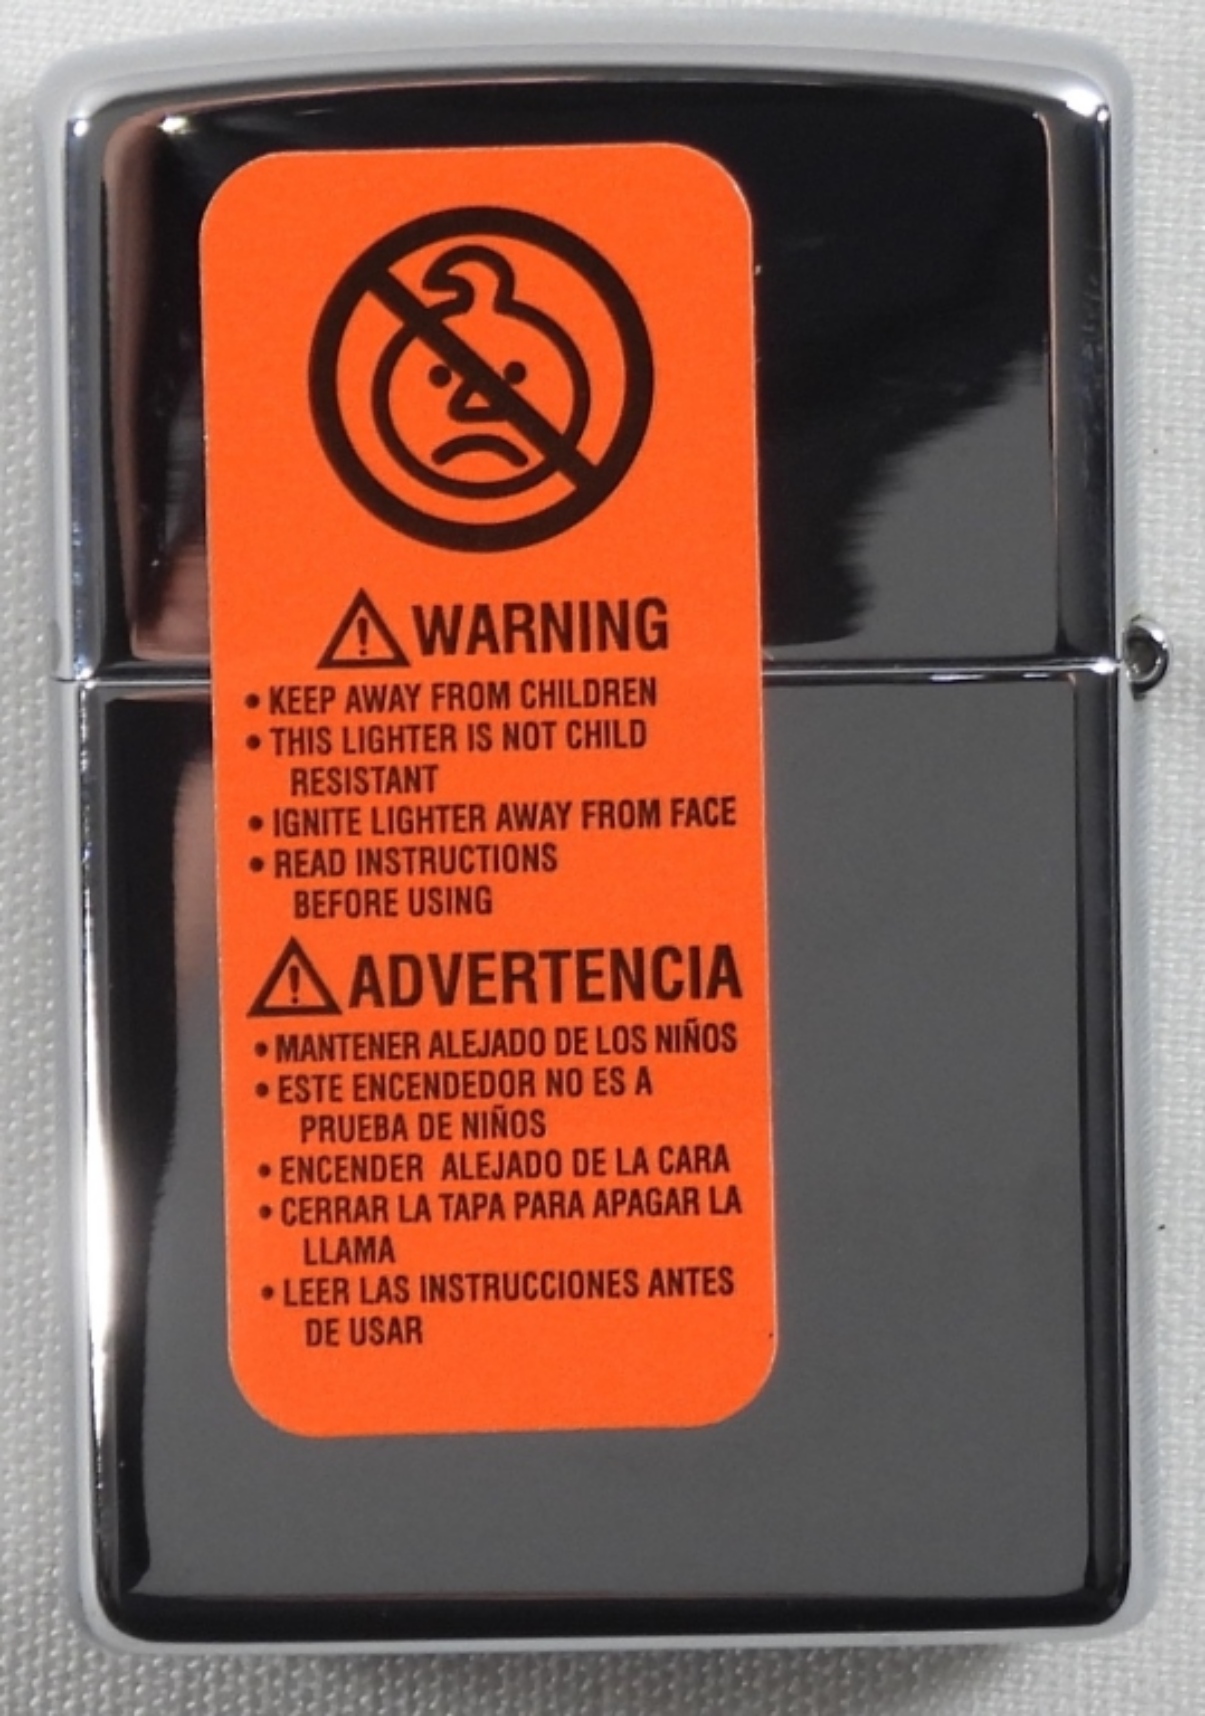 WARNING
• KEEP AWAY FROM CHILDREN
• THIS LIGHTER IS NOT CHILD
RESISTANT
• IGNITE LIGHTER AWAY FROM FACE
• READ INSTRUCTIONS
BEFORE USING
ADVERTENCIA
• MANTENER ALEJADO DE LOS NIÑOS
• ESTE ENCENDEDOR NO ES A
PRUEBA DE NIÑOS
• ENCENDER ALEJADO DE LA CARA
• CERRAR LA TAPA PARA APAGAR LA
LLAMA
• LEER LAS INSTRUCCIONES ANTES
DE USAR